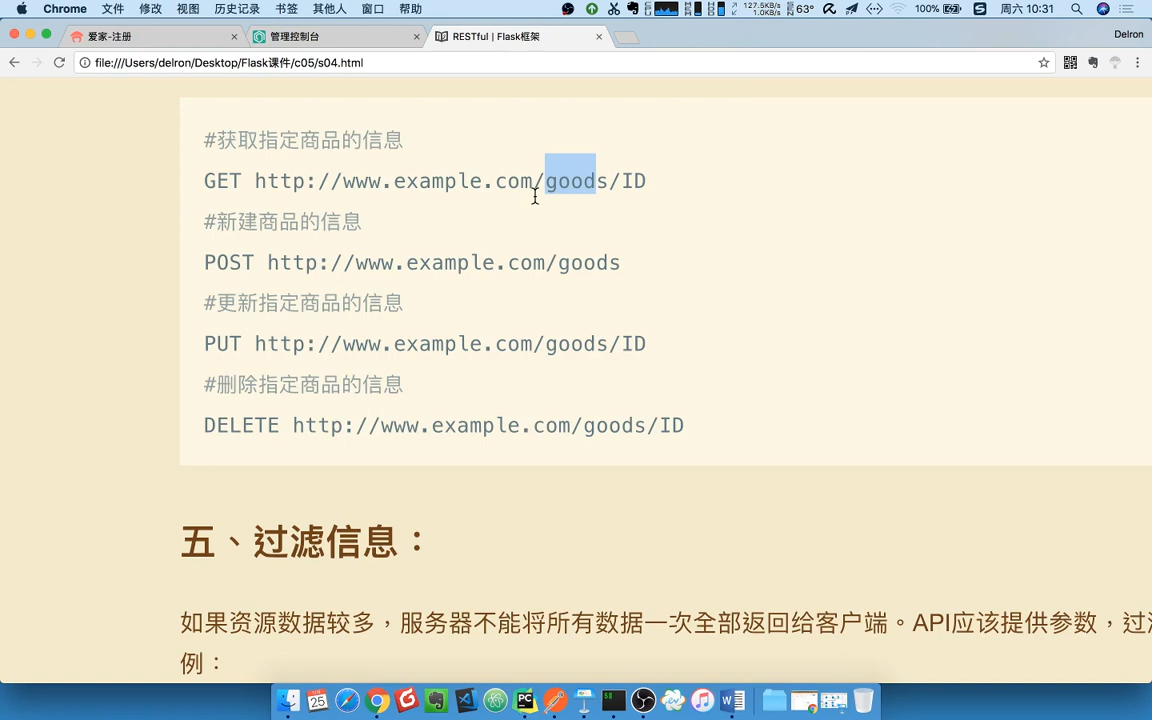 Chrome 文件 修改 视图 历史记录 书签 其他人 窗口 帮助 127.5KB/s 1.0KB/s 63° 100% 周六 10:31
爱家-注册 管理控制台 RESTful | Flask框架 Delron
file:///Users/delron/Desktop/Flask课件/c05/s04.html
#获取指定商品的信息
GET http://www.example.com/goods/ID
#新建商品的信息
POST http://www.example.com/goods
#更新指定商品的信息
PUT http://www.example.com/goods/ID
#删除指定商品的信息
DELETE http://www.example.com/goods/ID
五、过滤信息：
如果资源数据较多，服务器不能将所有数据一次全部返回给客户端。API应该提供参数，过
例：